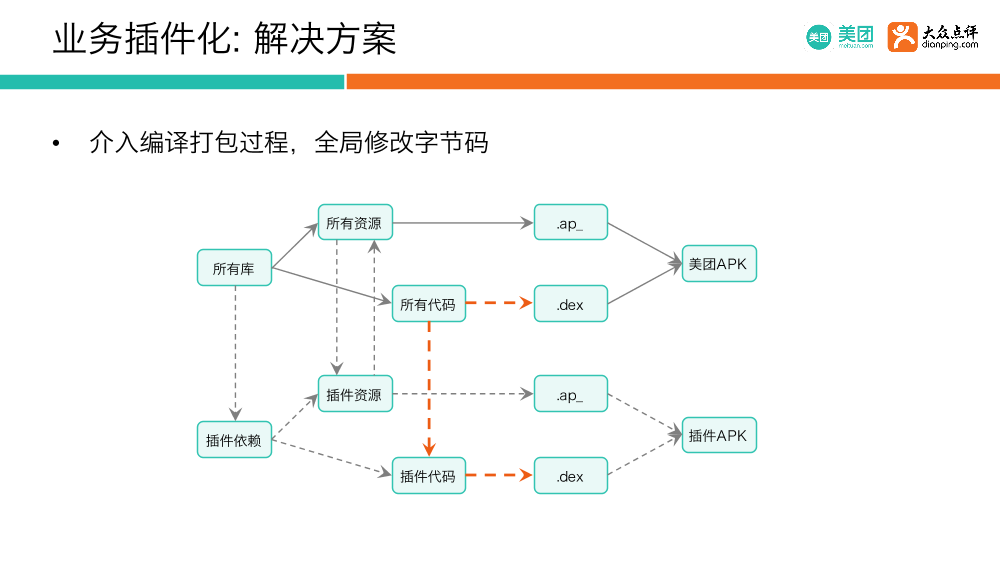 业务插件化: 解决方案
美团
美团
meituan.com
大众点评
dianping.com
• 介入编译打包过程，全局修改字节码
所有资源
.ap_
所有库
美团APK
所有代码
.dex
插件资源
.ap_
插件依赖
插件APK
插件代码
.dex